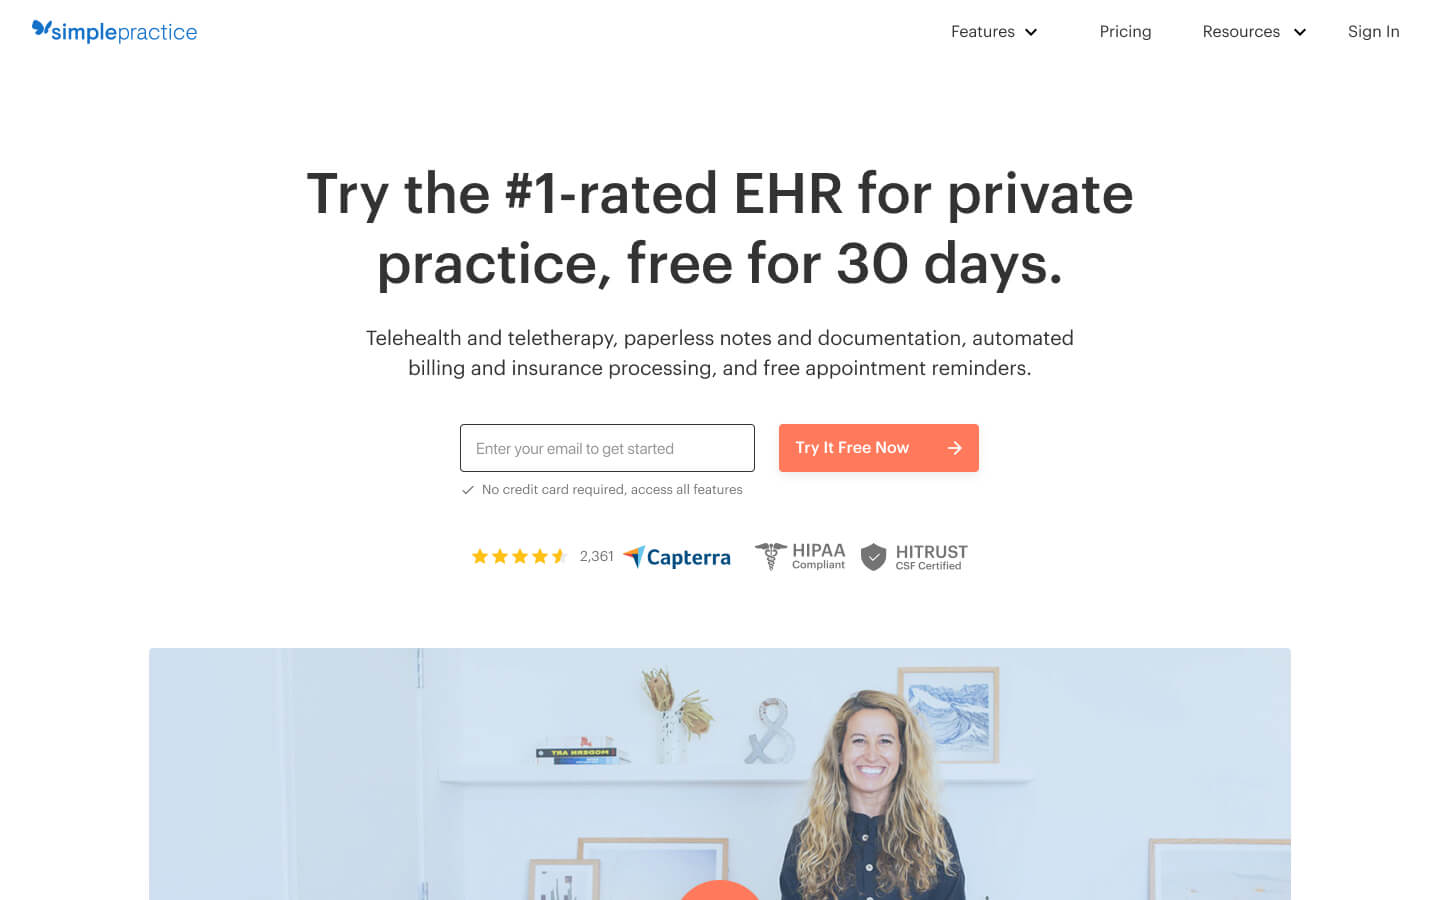 simplepractice
Features
Pricing
Resources
Sign In
Try the #1-rated EHR for private
practice, free for 30 days.
Telehealth and teletherapy, paperless notes and documentation, automated
billing and insurance processing, and free appointment reminders.
Enter your email to get started
Try It Free Now
No credit card required, access all features
2,361
Capterra
HIPAA
Compliant
HITRUST
CSF Certified